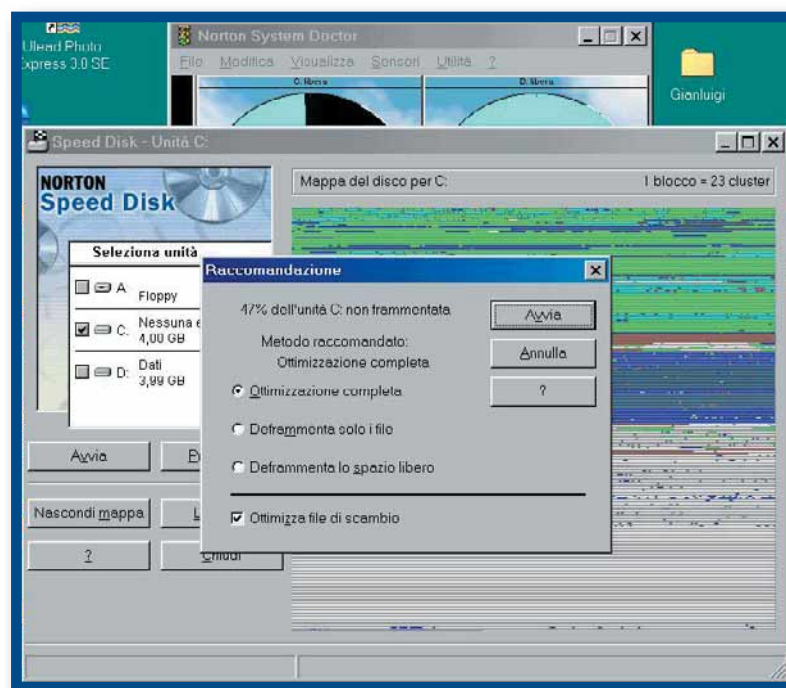 Ulead Photo
Express 3.0 SE
Norton System Doctor
File Modifica Visualizza Sensori Utilità ?
C: libera
D: libera
Gianluigi
Speed Disk - Unità C:
NORTON
Speed Disk
Mappa del disco per C:
1 blocco = 23 cluster
Seleziona unità
A Floppy
C: Nessuna e
4,00 GB
D: Dati
3,99 GB
Raccomandazione
47% dell'unità C: non frammentata
Metodo raccomandato:
Ottimizzazione completa
Ottimizzazione completa
Deframmenta solo i file
Deframmenta lo spazio libero
Ottimizza file di scambio
Avvia
Annulla
?
Avvia
Nascondi mappa
?
Chiudi